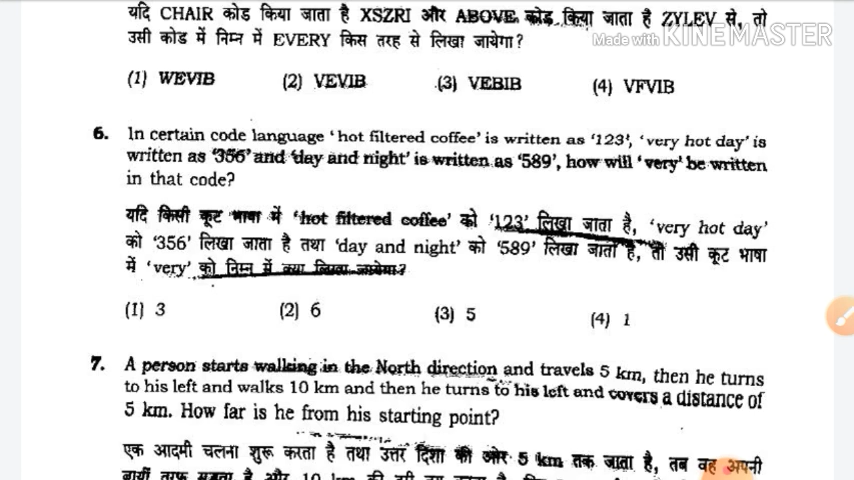 यदि CHAIR कोड किया जाता है XSZRI और ABOVE कोड किया जाता है ZYLEV से, तो
Made with KINEMASTER
उसी कोड में निम्न में EVERY किस तरह से लिखा जायेगा?
(1) WEVIB (2) VEVIB (3) VEBIB (4) VFVIB
6. In certain code language 'hot filtered coffee' is written as '123', 'very hot day' is
written as '356' and 'day and night' is written as '589', how will 'very' be written
in that code?
यदि किसी कूट भाषा में 'hot filtered coffee' को '123' लिखा जाता है, 'very hot day'
को '356' लिखा जाता है तथा 'day and night' को '589' लिखा जाता है, तो उसी कूट भाषा
में 'very' को निम्न में क्या लिखा जायेगा?
(1) 3 (2) 6 (3) 5 (4) 1
7. A person starts walking in the North direction and travels 5 km, then he turns
to his left and walks 10 km and then he turns to his left and covers a distance of
5 km. How far is he from his starting point?
एक आदमी चलना शुरू करता है तथा उत्तर दिशा की ओर 5 km तक जाता है, तब वह अपनी
बायीं तरफ मुड़ता है और 10 km की